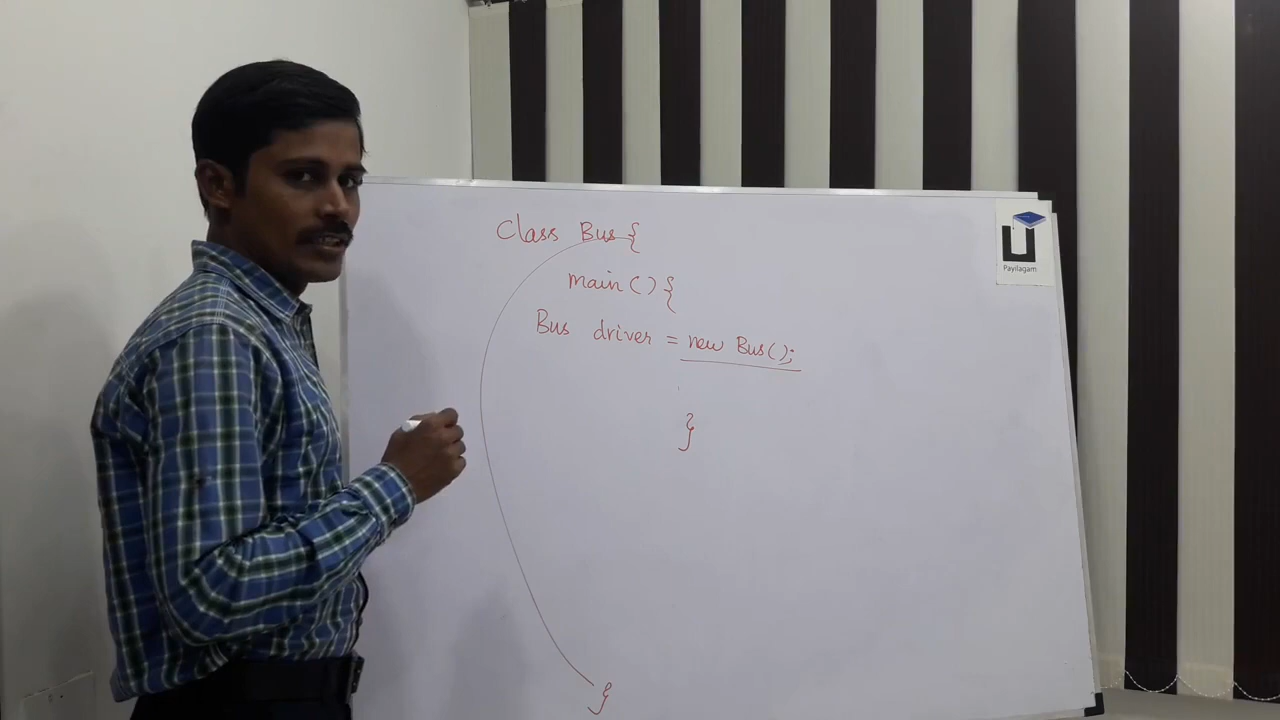 Class Bus{
main() {
Bus driver = new Bus();
}
}
Payilagam